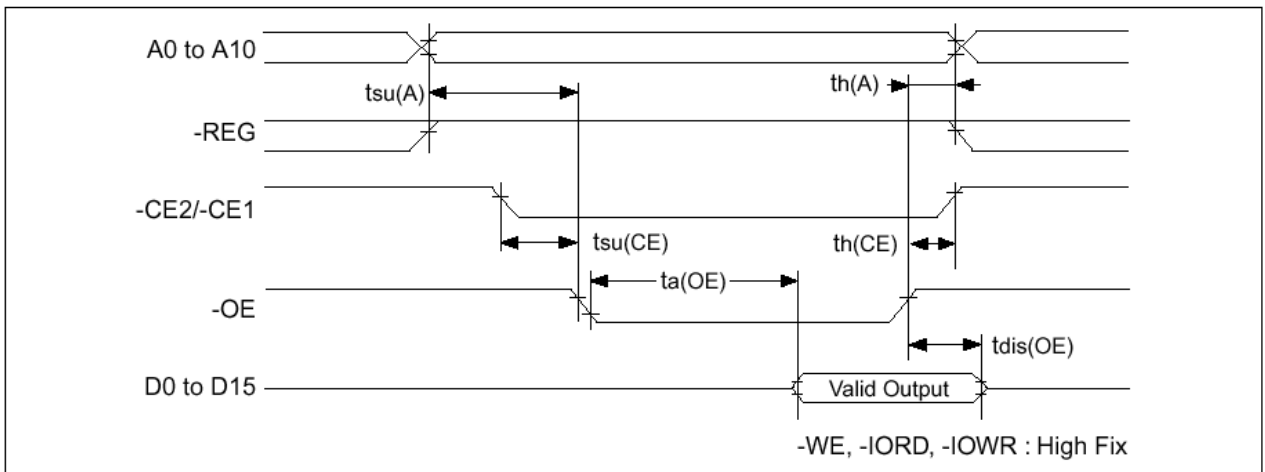 A0 to A10
tsu(A)
th(A)
-REG
-CE2/-CE1
tsu(CE)
th(CE)
ta(OE)
-OE
tdis(OE)
D0 to D15
Valid Output
-WE, -IORD, -IOWR : High Fix